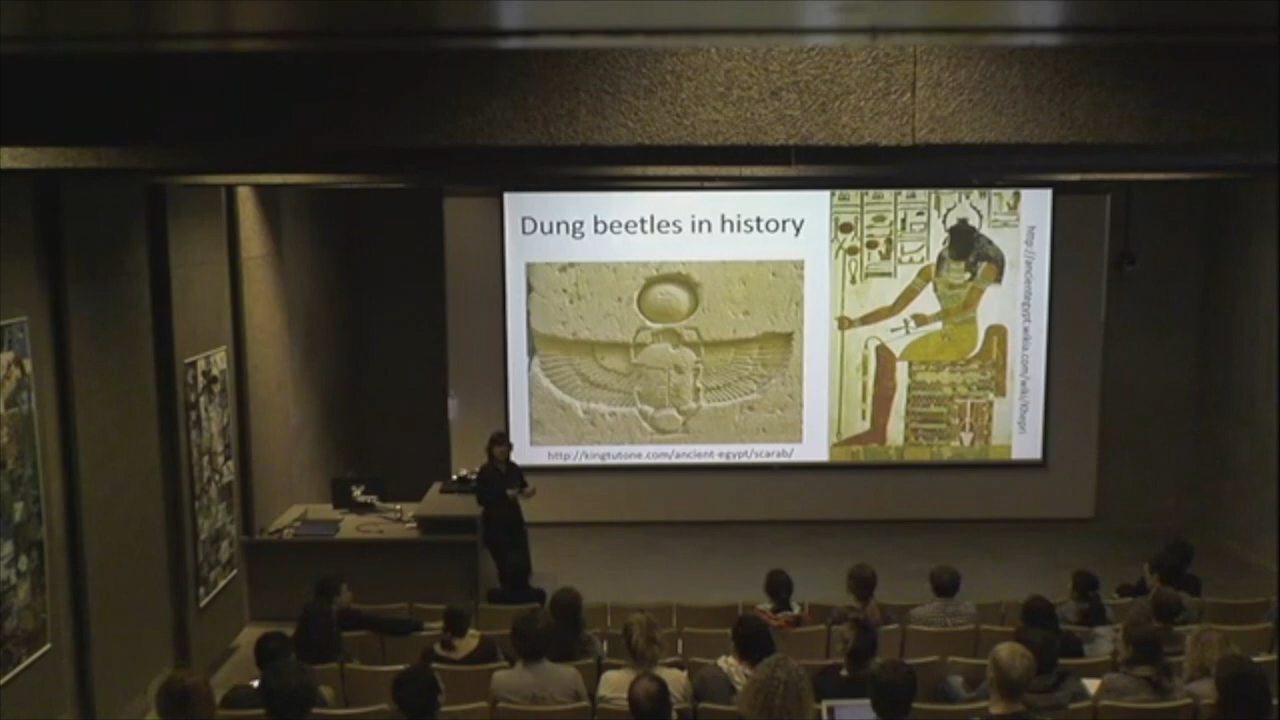 Dung beetles in history
http://kingtutone.com/ancient-egypt/scarab/
http://ancientegypt.wikia.com/wiki/Khepri